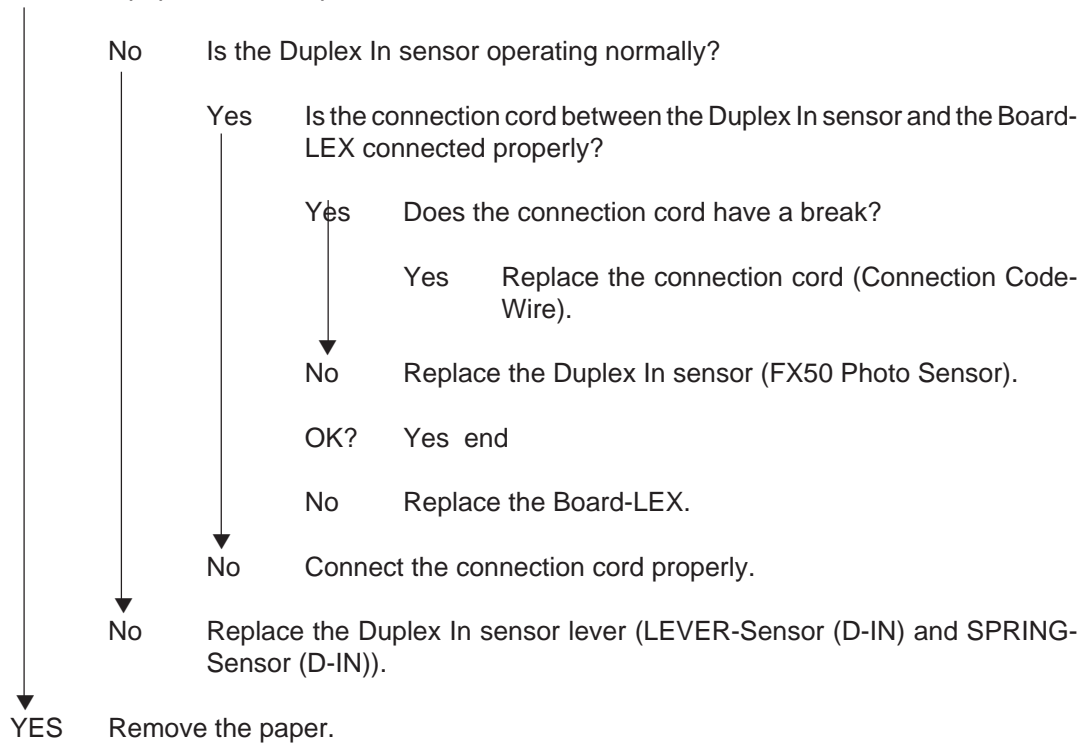 No Is the Duplex In sensor operating normally?
Yes Is the connection cord between the Duplex In sensor and the Board-
LEX connected properly?
Yes Does the connection cord have a break?
Yes Replace the connection cord (Connection Code-
Wire).
No Replace the Duplex In sensor (FX50 Photo Sensor).
OK? Yes end
No Replace the Board-LEX.
No Connect the connection cord properly.
No Replace the Duplex In sensor lever (LEVER-Sensor (D-IN) and SPRING-
Sensor (D-IN)).
YES Remove the paper.